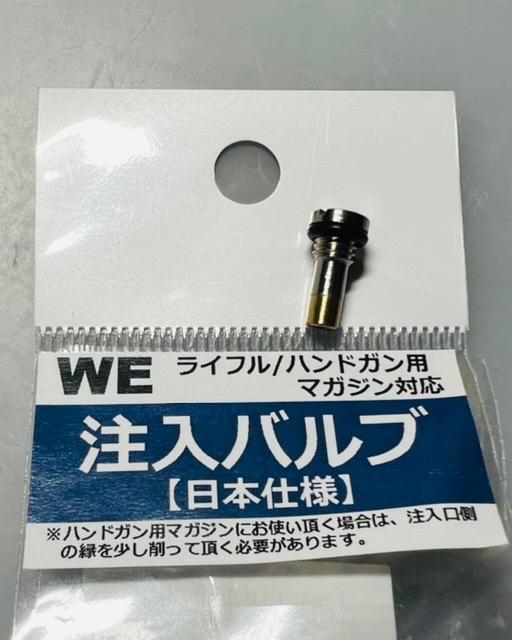 WE ライフル/ハンドガン用
マガジン対応
注入バルブ
【日本仕様】
※ハンドガン用マガジンにお使い頂く場合は、注入口側
の縁を少し削って頂く必要があります。